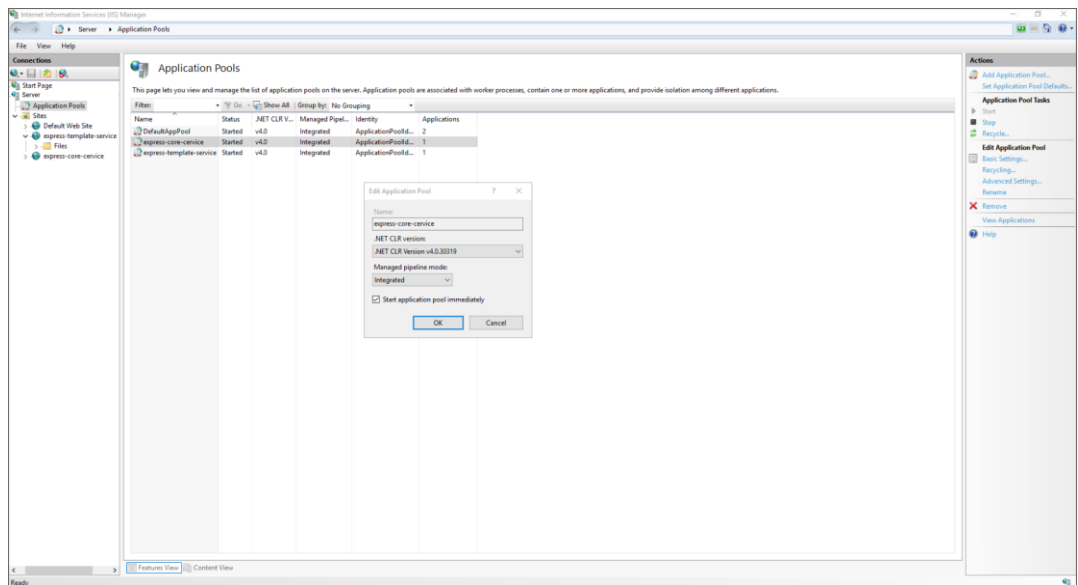 Internet Information Services (IIS) Manager
Server
Application Pools
File View Help
Connections
Start Page
Server
Application Pools
Sites
Default Web Site
express-template-service
Files
express-core-cervice
Application Pools
This page lets you view and manage the list of application pools on the server. Application pools are associated with worker processes, contain one or more applications, and provide isolation among different applications.
Filter: Go Show All Group by: No Grouping
Name Status .NET CLR V... Managed Pipel... Identity Applications
DefaultAppPool Started v4.0 Integrated ApplicationPoolId... 2
express-core-cervice Started v4.0 Integrated ApplicationPoolId... 1
express-template-service Started v4.0 Integrated ApplicationPoolId... 1
Edit Application Pool ?
Name:
express-core-cervice
.NET CLR version:
.NET CLR Version v4.0.30319
Managed pipeline mode:
Integrated
Start application pool immediately
OK Cancel
Actions
Add Application Pool...
Set Application Pool Defaults...
Application Pool Tasks
Start
Stop
Recycle...
Edit Application Pool
Basic Settings...
Recycling...
Advanced Settings...
Rename
Remove
View Applications
Help
Features View Content View
Ready